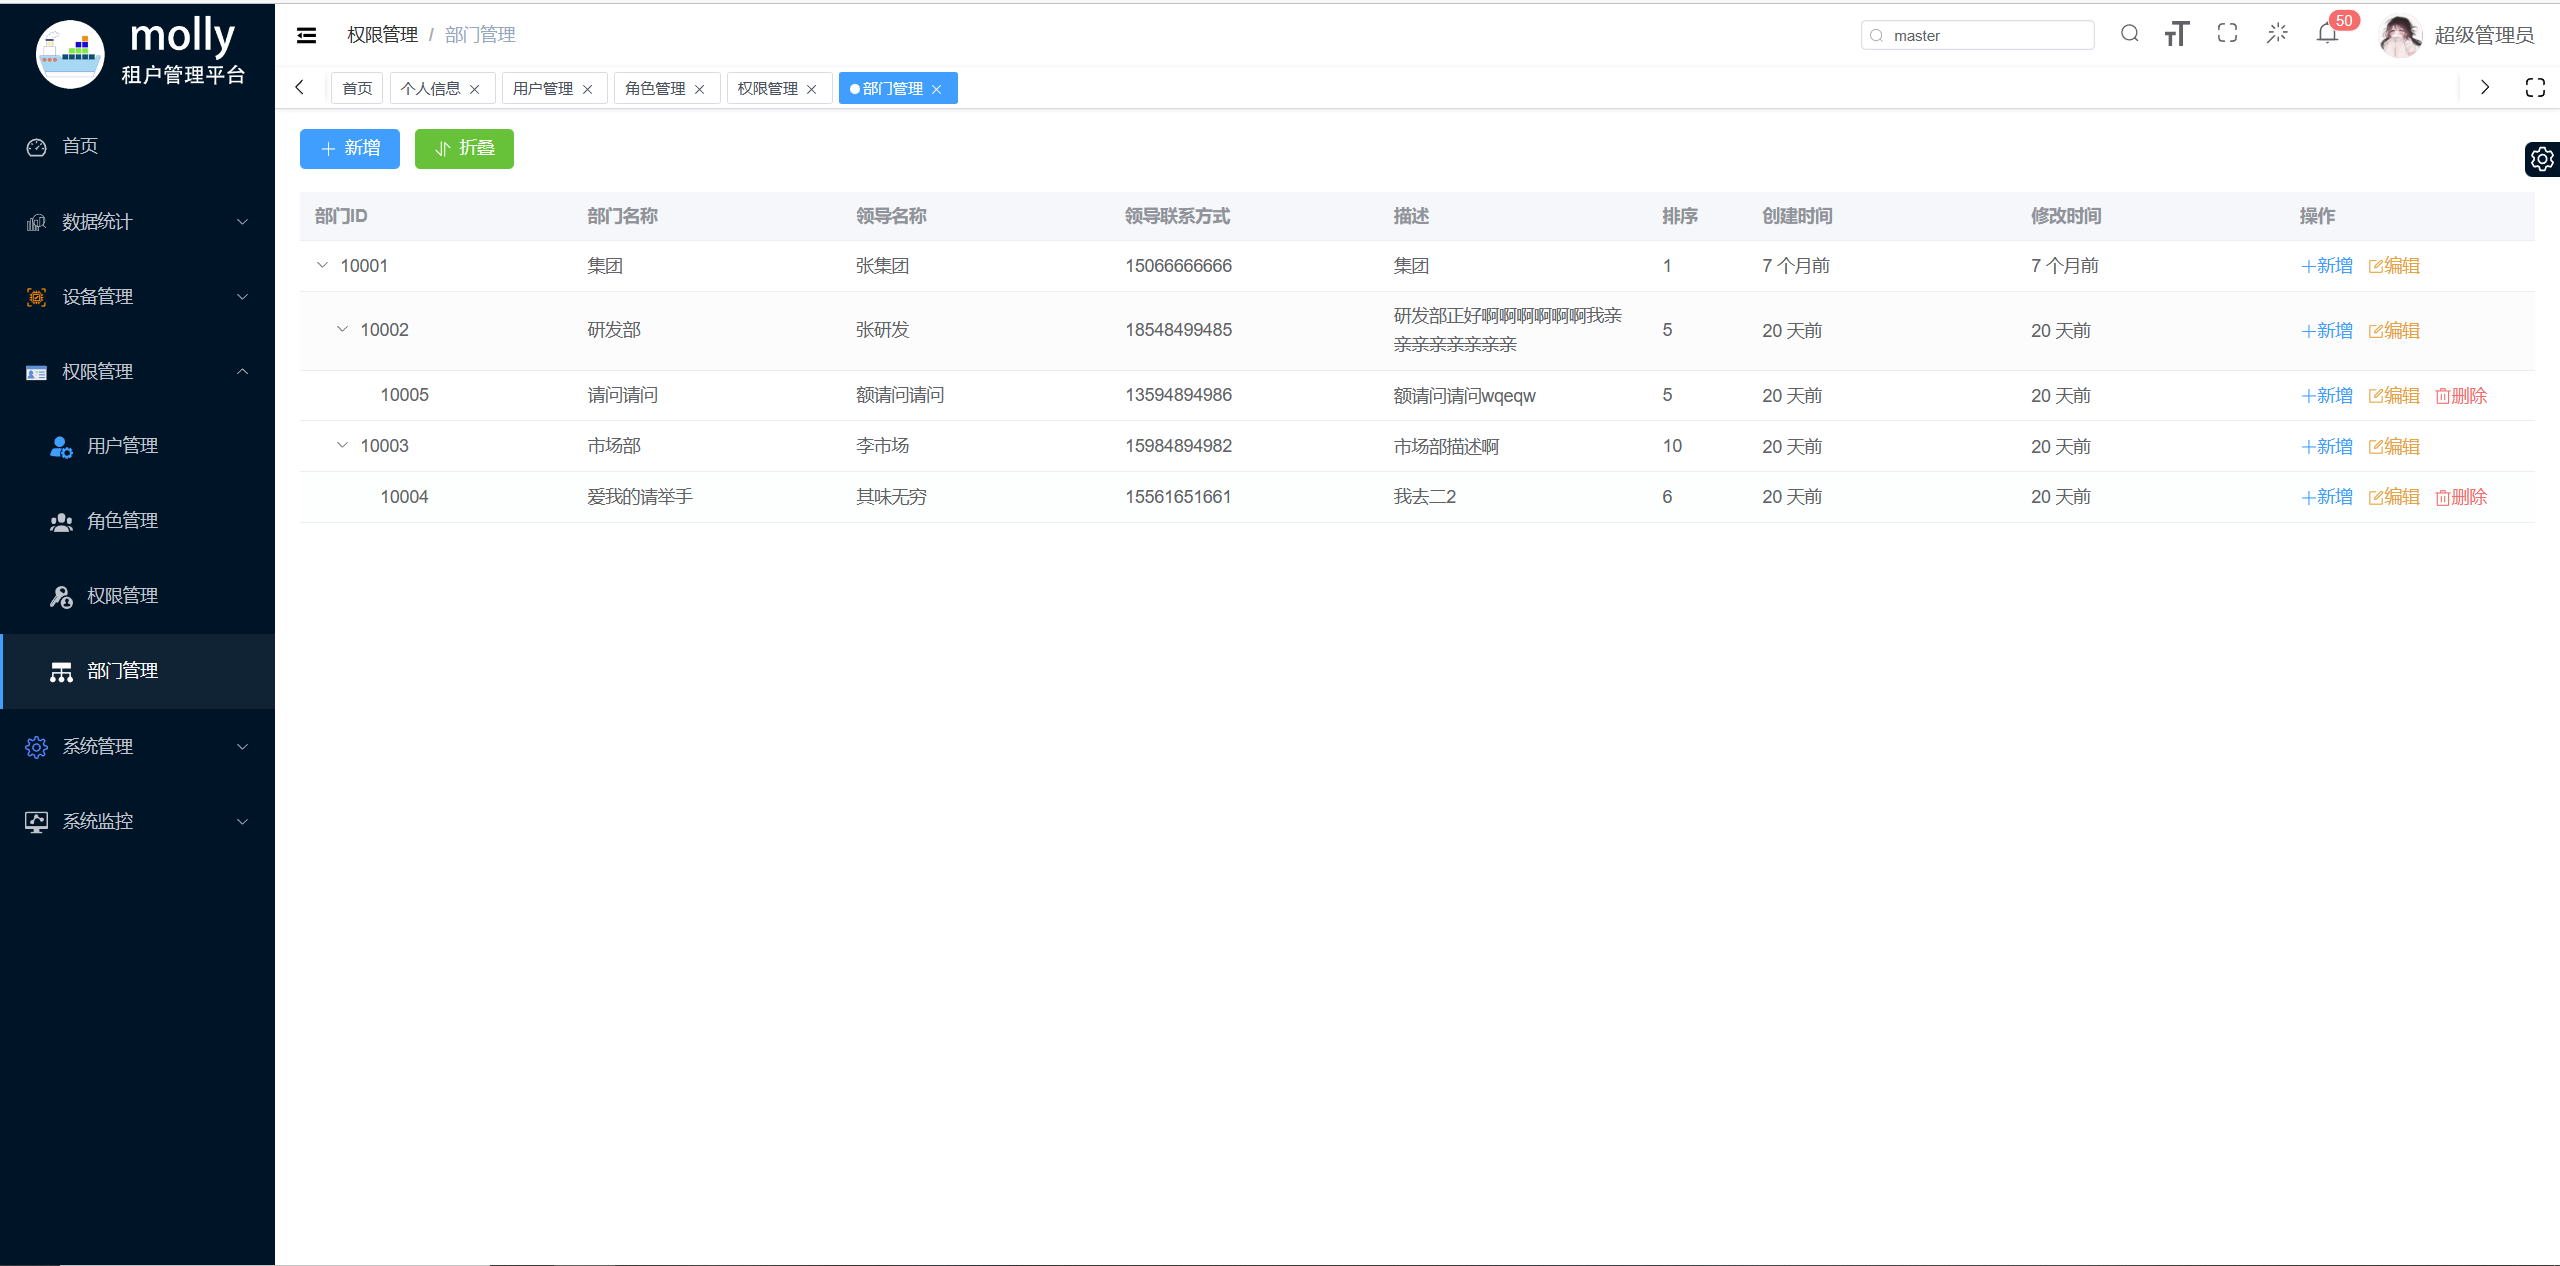 molly
租户管理平台
首页
数据统计
设备管理
权限管理
用户管理
角色管理
权限管理
部门管理
系统管理
系统监控
权限管理 / 部门管理
master
50
超级管理员
首页 个人信息 用户管理 角色管理 权限管理 部门管理
新增 折叠
部门ID 部门名称 领导名称 领导联系方式 描述 排序 创建时间 修改时间 操作
10001 集团 张集团 15066666666 集团 1 7 个月前 7 个月前 新增 编辑
10002 研发部 张研发 18548499485 研发部正好啊啊啊啊啊啊我亲 5 20 天前 20 天前 新增 编辑
亲亲亲亲亲亲亲
10005 请问请问 额请问请问 13594894986 额请问请问wqeqw 5 20 天前 20 天前 新增 编辑 删除
10003 市场部 李市场 15984894982 市场部描述啊 10 20 天前 20 天前 新增 编辑
10004 爱我的请举手 其味无穷 15561651661 我去二2 6 20 天前 20 天前 新增 编辑 删除